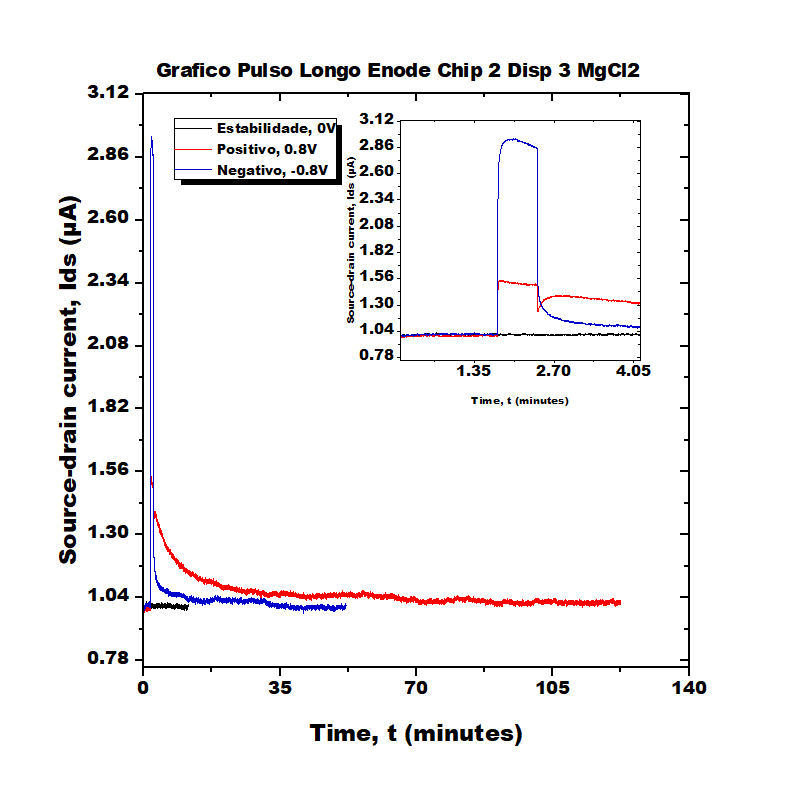 Grafico Pulso Longo Enode Chip 2 Disp 3 MgCl2
3.12
2.86
2.60
2.34
2.08
1.82
1.56
1.30
1.04
0.78
Source-drain current, Ids (µA)
0 35 70 105 140
Time, t (minutes)
Estabilidade, 0V
Positivo, 0.8V
Negativo, -0.8V
3.12
2.86
2.60
2.34
2.08
1.82
1.56
1.30
1.04
0.78
Source-drain current, Ids (µA)
1.35 2.70 4.05
Time, t (minutes)